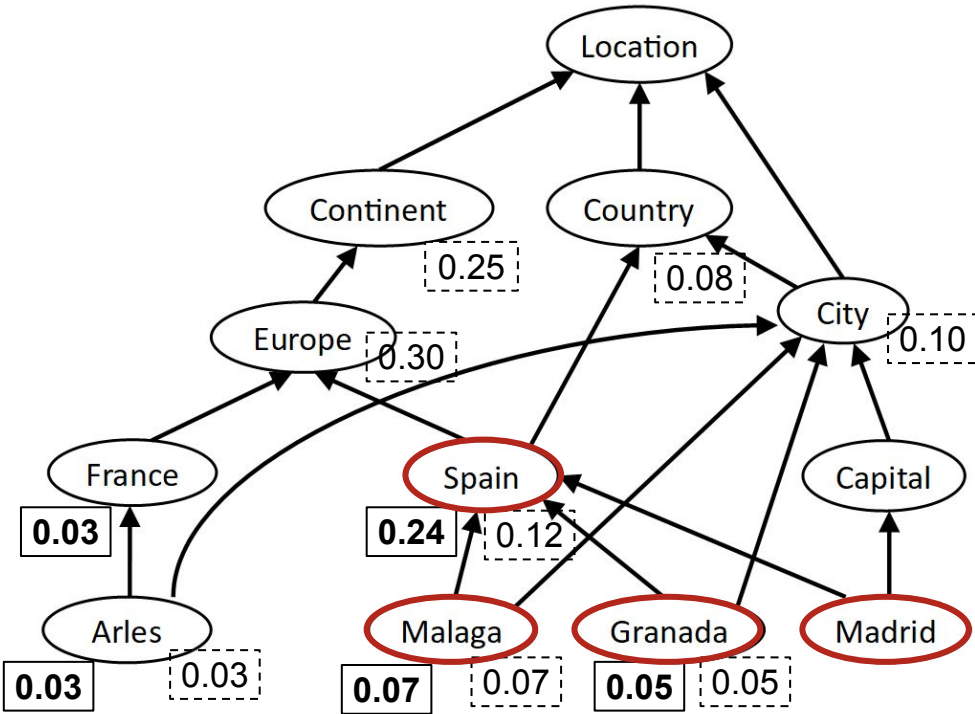 Location
Continent
Country
0.25
0.08
City
0.10
Europe
0.30
France
Spain
Capital
0.03
0.24
0.12
Arles
Malaga
Granada
Madrid
0.03
0.03
0.07
0.07
0.05
0.05